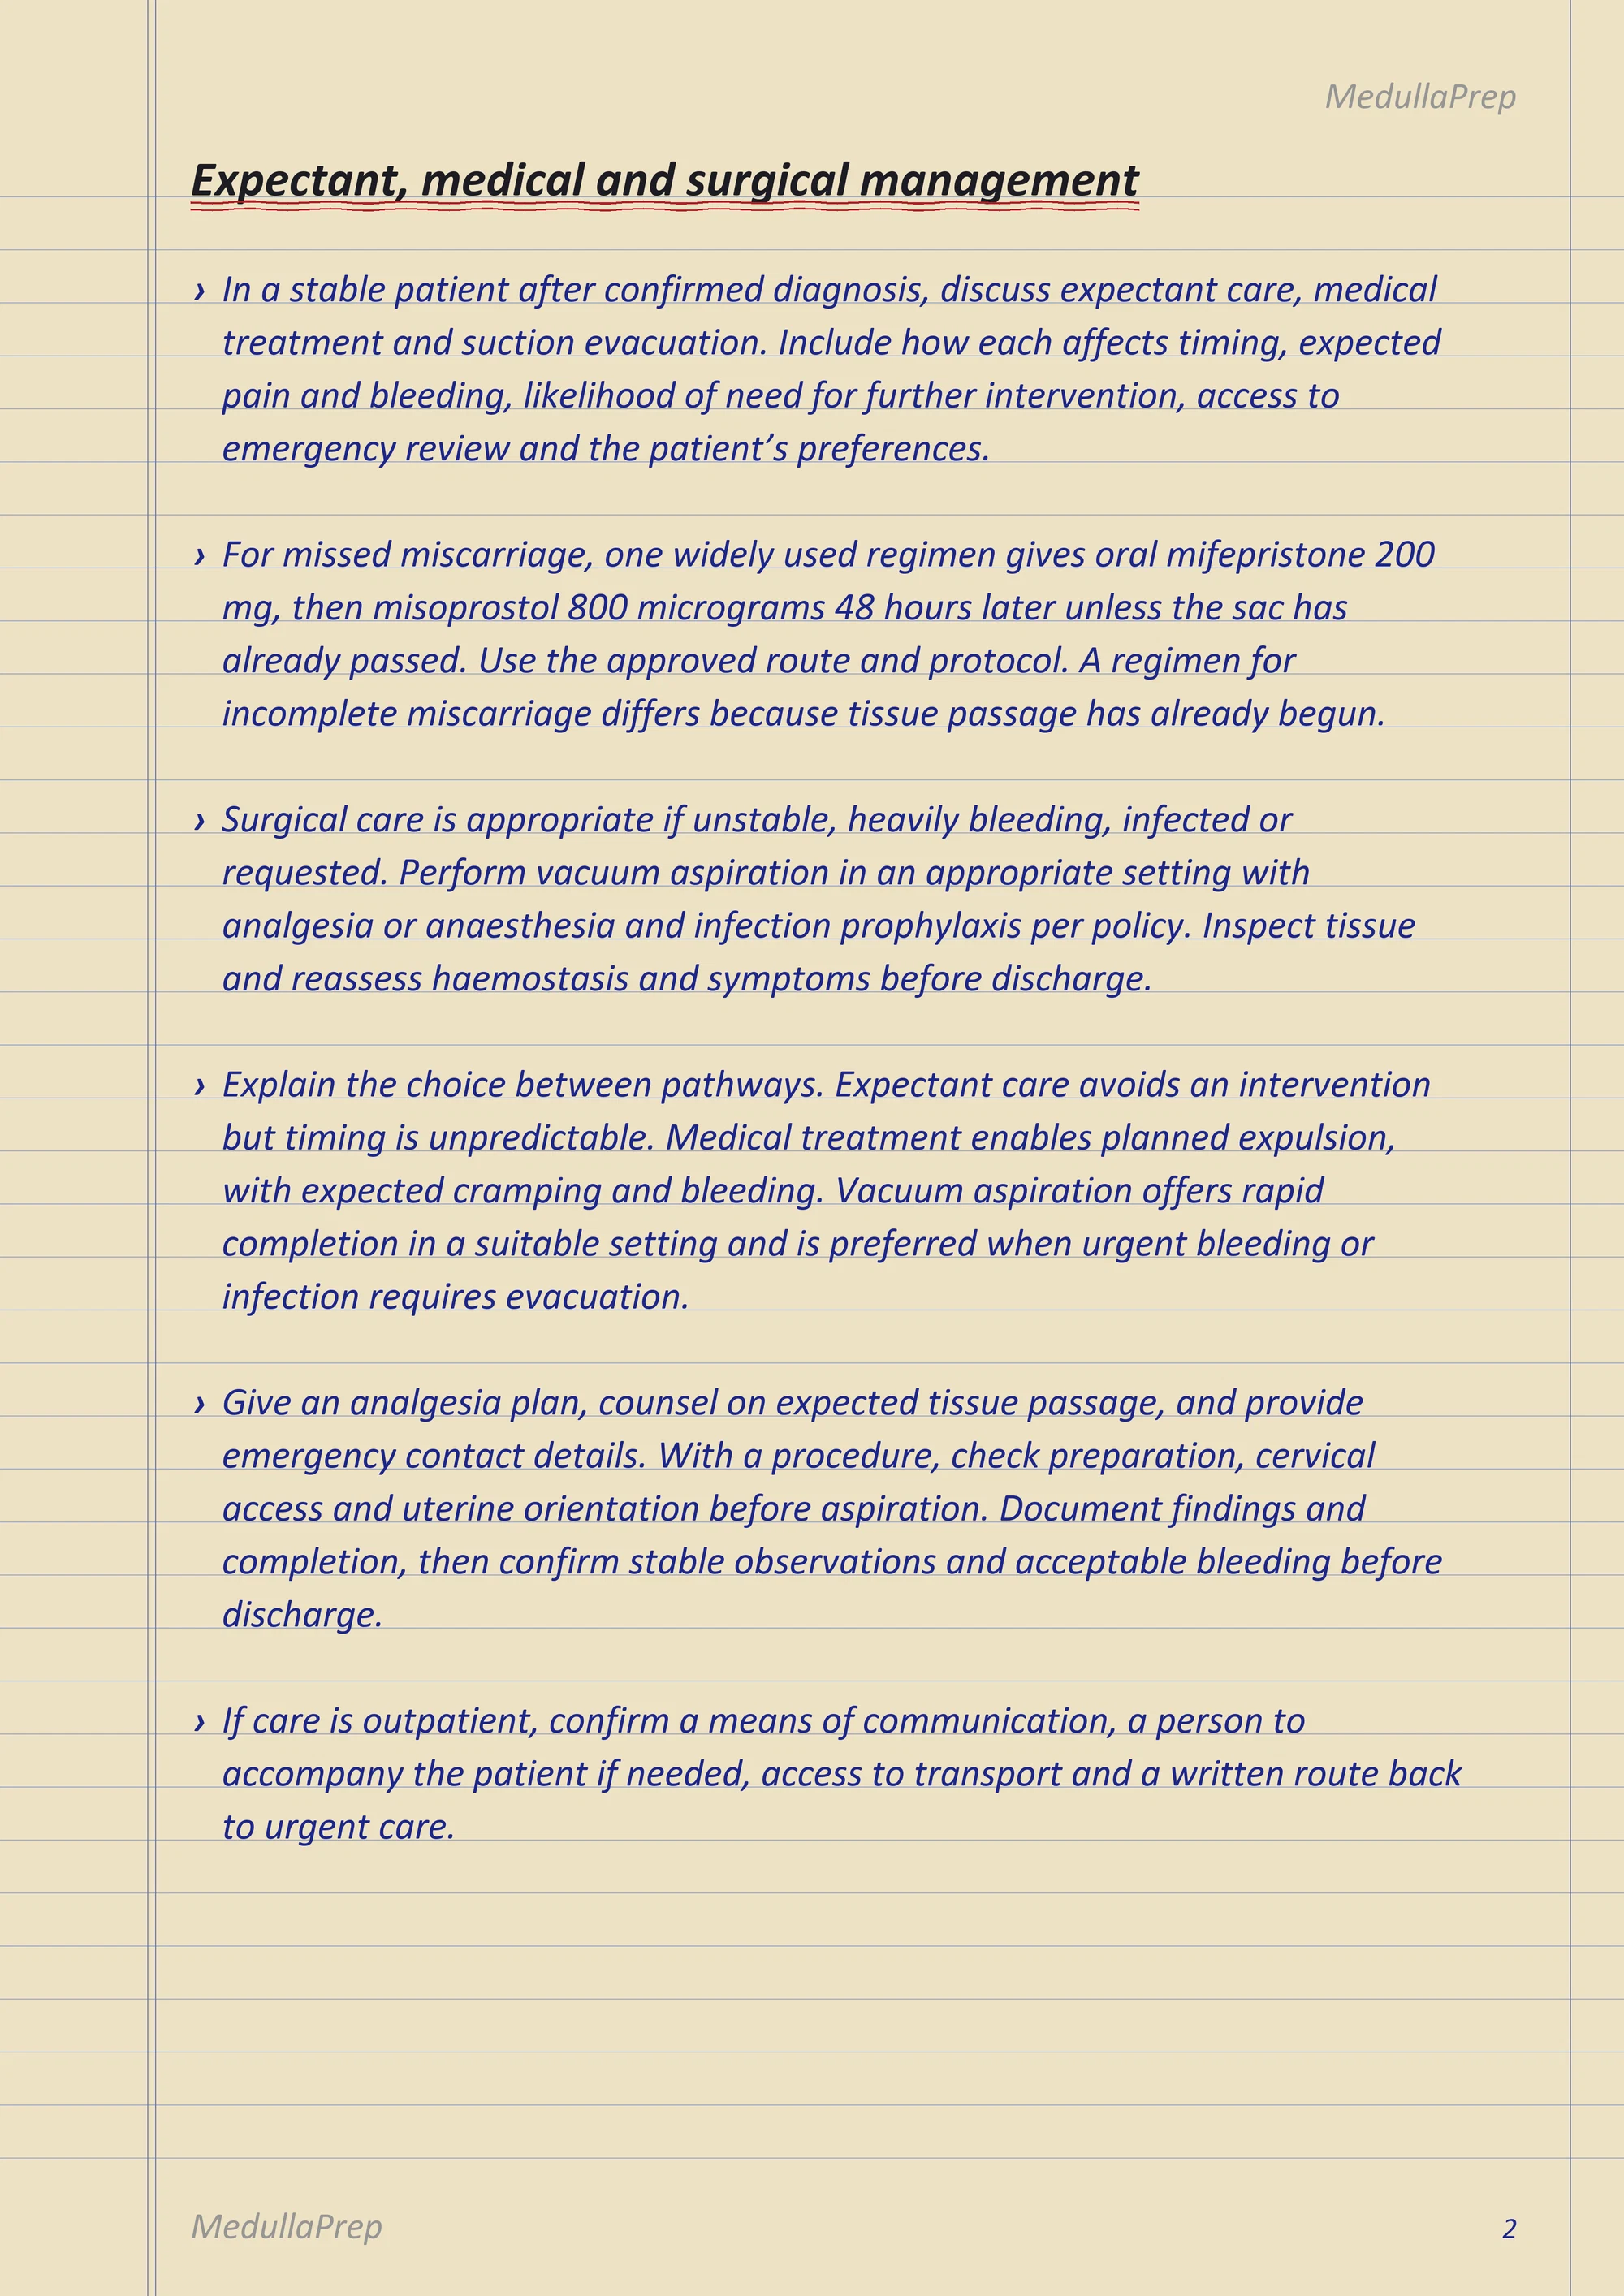 MedullaPrep
Expectant, medical and surgical management
› In a stable patient after confirmed diagnosis, discuss expectant care, medical
treatment and suction evacuation. Include how each affects timing, expected
pain and bleeding, likelihood of need for further intervention, access to
emergency review and the patient’s preferences.
› For missed miscarriage, one widely used regimen gives oral mifepristone 200
mg, then misoprostol 800 micrograms 48 hours later unless the sac has
already passed. Use the approved route and protocol. A regimen for
incomplete miscarriage differs because tissue passage has already begun.
› Surgical care is appropriate if unstable, heavily bleeding, infected or
requested. Perform vacuum aspiration in an appropriate setting with
analgesia or anaesthesia and infection prophylaxis per policy. Inspect tissue
and reassess haemostasis and symptoms before discharge.
› Explain the choice between pathways. Expectant care avoids an intervention
but timing is unpredictable. Medical treatment enables planned expulsion,
with expected cramping and bleeding. Vacuum aspiration offers rapid
completion in a suitable setting and is preferred when urgent bleeding or
infection requires evacuation.
› Give an analgesia plan, counsel on expected tissue passage, and provide
emergency contact details. With a procedure, check preparation, cervical
access and uterine orientation before aspiration. Document findings and
completion, then confirm stable observations and acceptable bleeding before
discharge.
› If care is outpatient, confirm a means of communication, a person to
accompany the patient if needed, access to transport and a written route back
to urgent care.
MedullaPrep
2